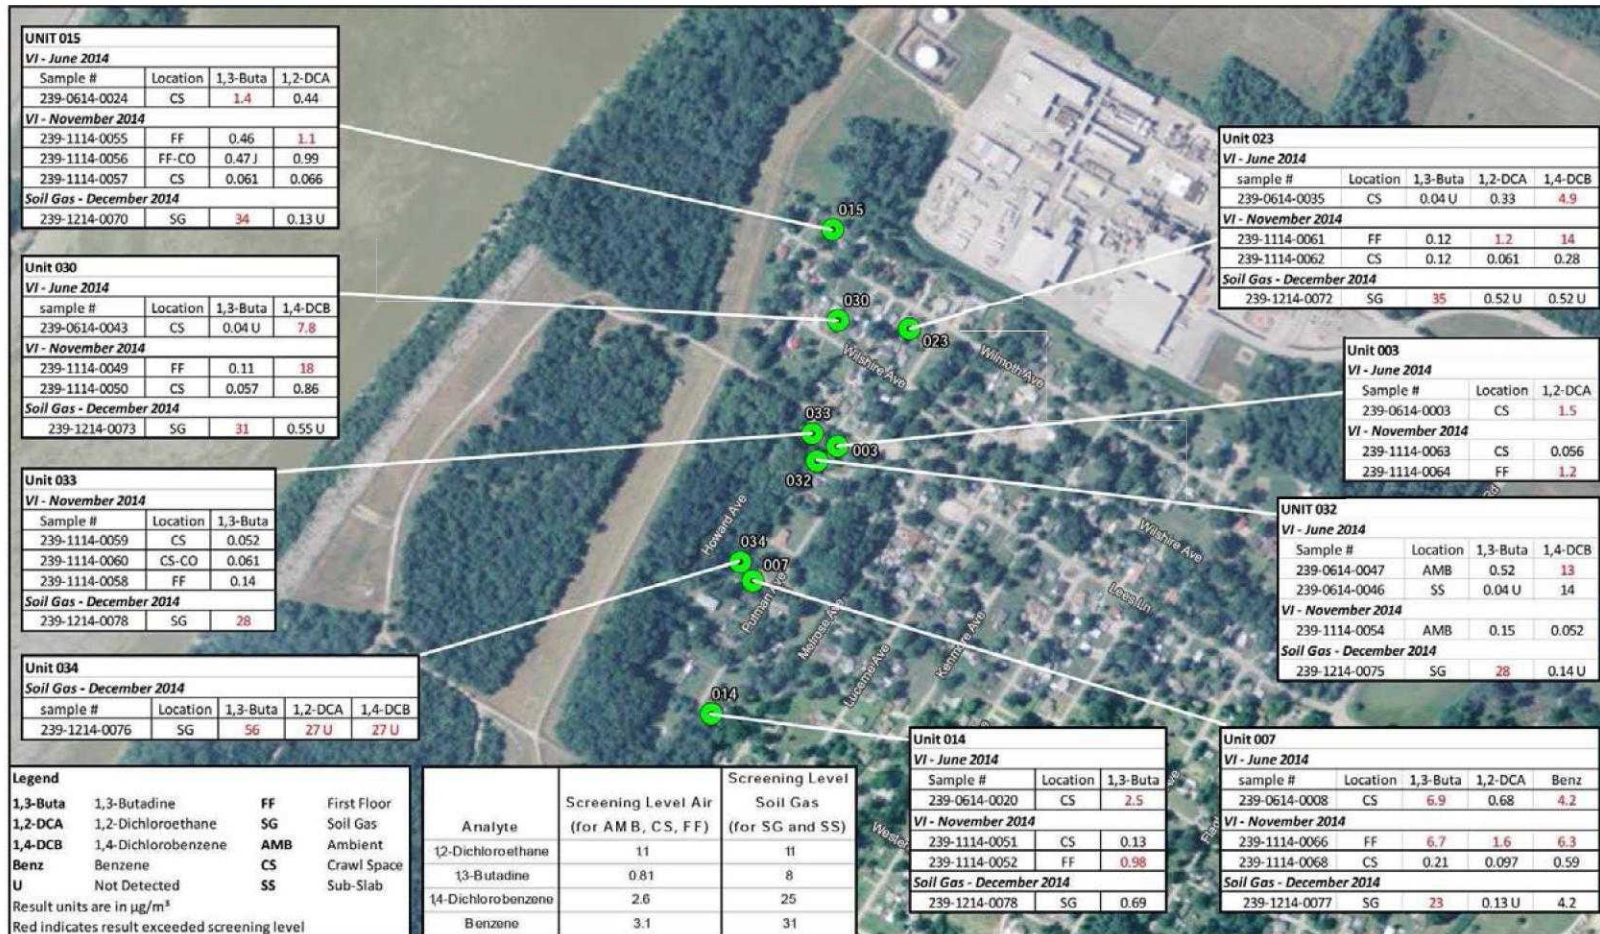 UNIT 015
VI - June 2014
Sample # Location 1,3-Buta 1,2-DCA
239-0614-0024 CS 1.4 0.44
VI - November 2014
239-1114-0055 FF 0.46 1.1
239-1114-0056 FF-CO 0.47 J 0.99
239-1114-0057 CS 0.061 0.066
Soil Gas - December 2014
239-1214-0070 SG 34 0.13 U
Unit 030
VI - June 2014
sample # Location 1,3-Buta 1,4-DCB
239-0614-0043 CS 0.04 U 7.8
VI - November 2014
239-1114-0049 FF 0.11 18
239-1114-0050 CS 0.057 0.86
Soil Gas - December 2014
239-1214-0073 SG 31 0.55 U
Unit 033
VI - November 2014
Sample # Location 1,3-Buta
239-1114-0059 CS 0.052
239-1114-0060 CS-CO 0.061
239-1114-0058 FF 0.14
Soil Gas - December 2014
239-1214-0078 SG 28
Unit 034
Soil Gas - December 2014
sample # Location 1,3-Buta 1,2-DCA 1,4-DCB
239-1214-0076 SG 56 27 U 27 U
Legend
1,3-Buta 1,3-Butadine FF First Floor
1,2-DCA 1,2-Dichloroethane SG Soil Gas
1,4-DCB 1,4-Dichlorobenzene AMB Ambient
Benz Benzene CS Crawl Space
U Not Detected SS Sub-Slab
Result units are in µg/m³
Red indicates result exceeded screening level
Analyte Screening Level Air (for AMB, CS, FF) Screening Level Soil Gas (for SG and SS)
1,2-Dichloroethane 11 11
1,3-Butadine 0.81 8
1,4-Dichlorobenzene 2.6 25
Benzene 3.1 31
015
030
023
Wilshire Ave
Wilmoth Ave
033
003
032
Howard Ave
034
007
Putman Ave
Melrose Ave
Lucerne Ave
Kenmore Ave
Lees Ln
Wilshire Ave
Rd
014
Unit 023
VI - June 2014
sample # Location 1,3-Buta 1,2-DCA 1,4-DCB
239-0614-0035 CS 0.04 U 0.33 4.9
VI - November 2014
239-1114-0061 FF 0.12 1.2 14
239-1114-0062 CS 0.12 0.061 0.28
Soil Gas - December 2014
239-1214-0072 SG 35 0.52 U 0.52 U
Unit 003
VI - June 2014
Sample # Location 1,2-DCA
239-0614-0003 CS 1.5
VI - November 2014
239-1114-0063 CS 0.056
239-1114-0064 FF 1.2
UNIT 032
VI - June 2014
Sample # Location 1,3-Buta 1,4-DCB
239-0614-0047 AMB 0.52 13
239-0614-0046 SS 0.04 U 14
VI - November 2014
239-1114-0054 AMB 0.15 0.052
Soil Gas - December 2014
239-1214-0075 SG 28 0.14 U
Unit 014
VI - June 2014
Sample # Location 1,3-Buta
239-0614-0020 CS 2.5
VI - November 2014
239-1114-0051 CS 0.13
239-1114-0052 FF 0.98
Soil Gas - December 2014
239-1214-0078 SG 0.69
Unit 007
VI - June 2014
sample # Location 1,3-Buta 1,2-DCA Benz
239-0614-0008 CS 6.9 0.68 4.2
VI - November 2014
239-1114-0066 FF 6.7 1.6 6.3
239-1114-0068 CS 0.21 0.097 0.59
Soil Gas - December 2014
239-1214-0077 SG 23 0.13 U 4.2